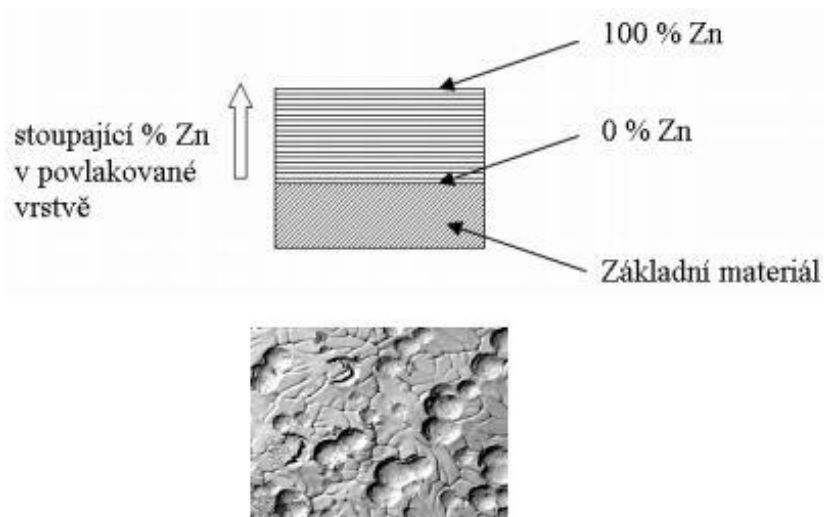 100 % Zn
stoupající % Zn
v povlakované
vrstvě
0 % Zn
Základní materiál